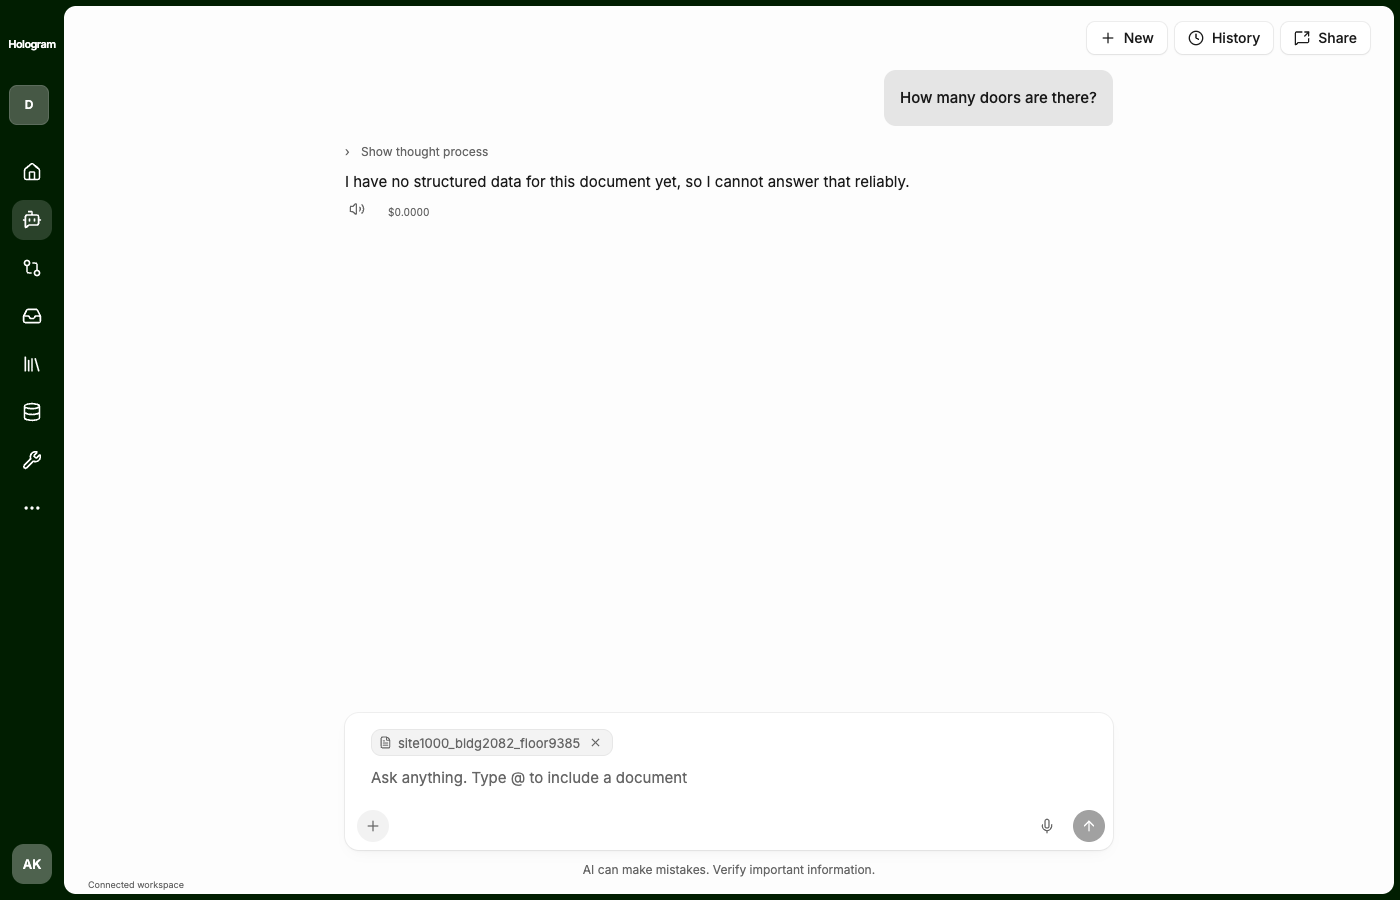 Hologram
New
History
Share
D
How many doors are there?
Show thought process
I have no structured data for this document yet, so I cannot answer that reliably.
$0.0000
site1000_bldg2082_floor9385
Ask anything. Type @ to include a document
AI can make mistakes. Verify important information.
AK
Connected workspace